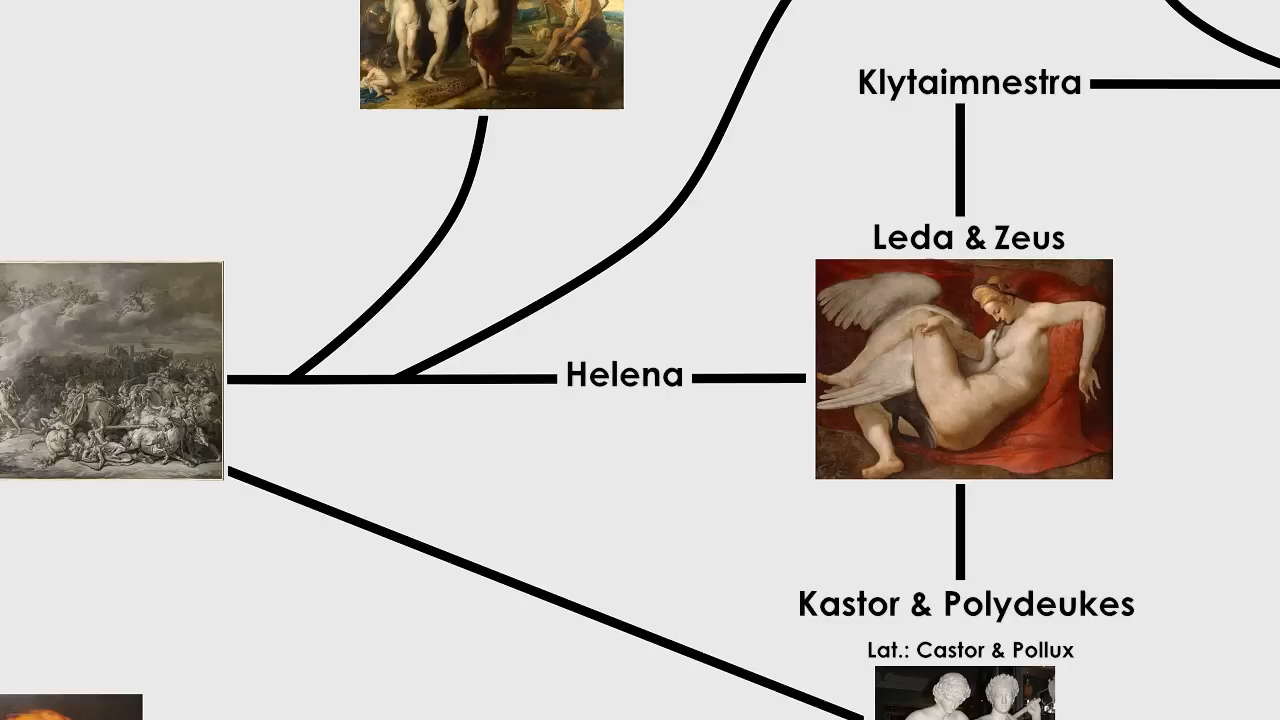 Klytaimnestra
Leda & Zeus
Helena
Kastor & Polydeukes
Lat.: Castor & Pollux